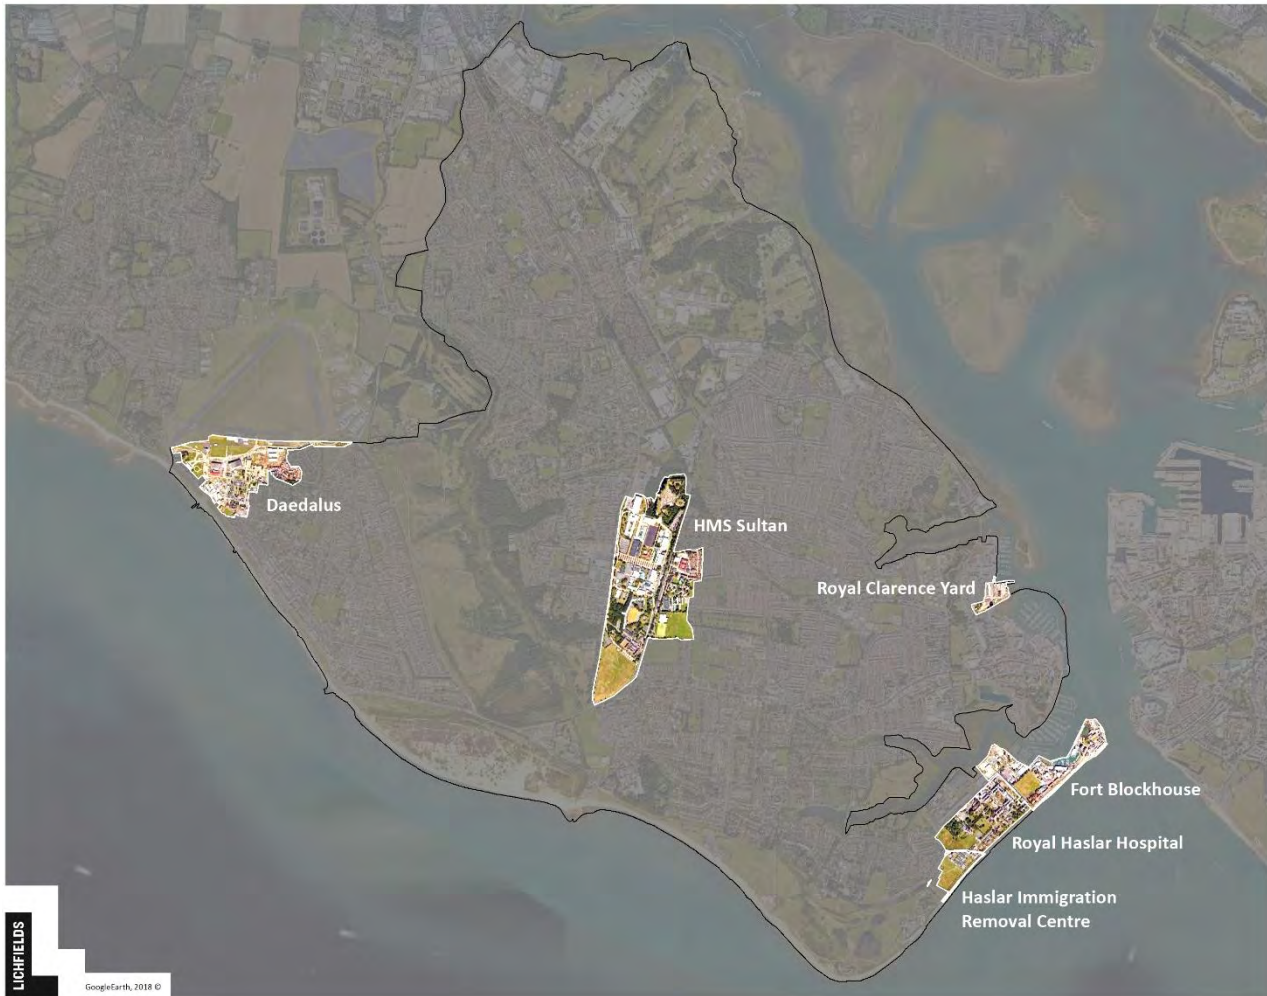 Daedalus
HMS Sultan
Royal Clarence Yard
Fort Blockhouse
Royal Haslar Hospital
Haslar Immigration
Removal Centre
LICHFIELDS
GoogleEarth, 2018 ©